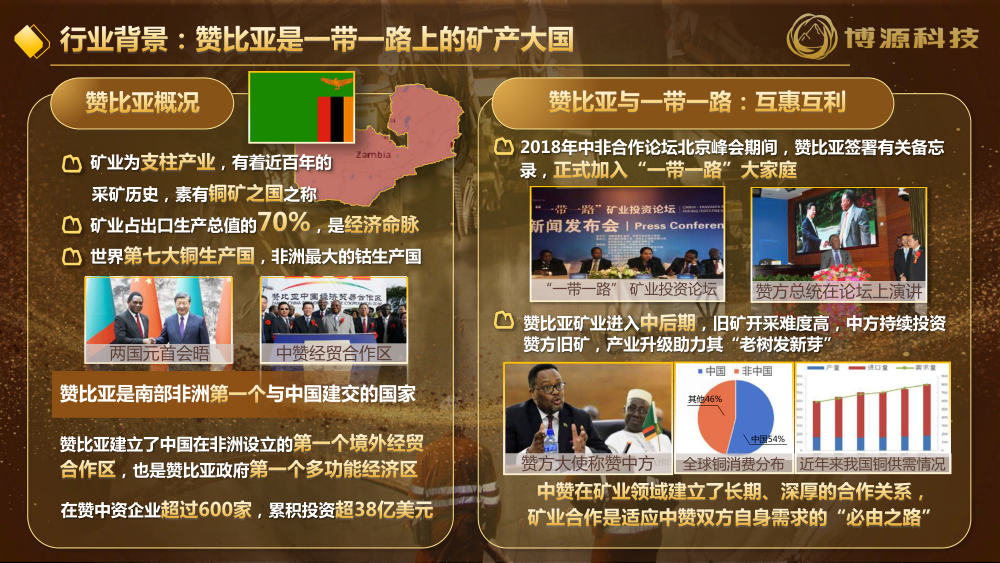 行业背景：赞比亚是一带一路上的矿产大国
博源科技
赞比亚概况
Zambia
矿业为支柱产业，有着近百年的
采矿历史，素有铜矿之国之称
矿业占出口生产总值的70%，是经济命脉
世界第七大铜生产国，非洲最大的钴生产国
赞比亚中国经济贸易合作区
两国元首会晤
中赞经贸合作区
赞比亚是南部非洲第一个与中国建交的国家
赞比亚建立了中国在非洲设立的第一个境外经贸
合作区，也是赞比亚政府第一个多功能经济区
在赞中资企业超过600家，累积投资超38亿美元
赞比亚与一带一路：互惠互利
2018年中非合作论坛北京峰会期间，赞比亚签署有关备忘
录，正式加入“一带一路”大家庭
“一带一路”矿业投资论坛
新闻发布会 | Press Conferen
“一带一路” 矿业投资论坛
赞方总统在论坛上演讲
赞比亚矿业进入中后期，旧矿开采难度高，中方持续投资
赞方旧矿，产业升级助力其“老树发新芽”
赞方大使称赞中方
中国 非中国
其他46%
中国54%
全球铜消费分布
产量 进口量 需求量
近年来我国铜供需情况
中赞在矿业领域建立了长期、深厚的合作关系，
矿业合作是适应中赞双方自身需求的“必由之路”